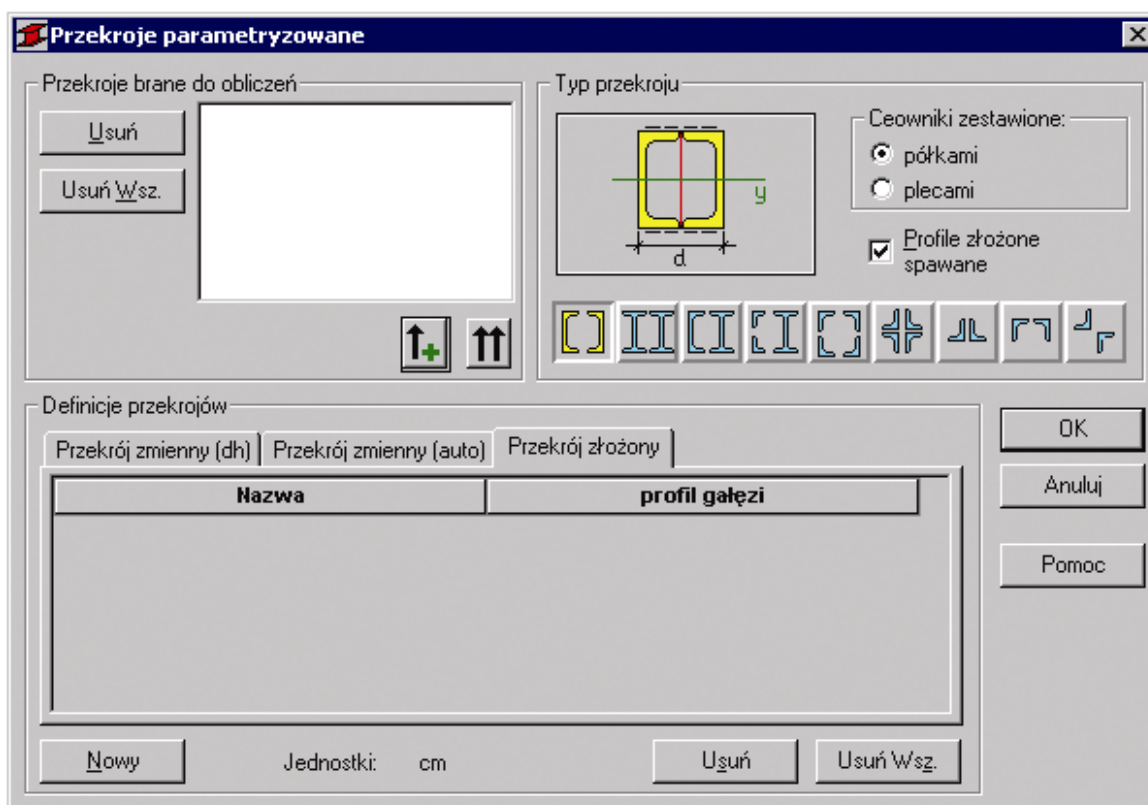 Przekroje parametryzowane
Przekroje brane do obliczeń
Usuń
Usuń Wsz.
Typ przekroju
y
d
Ceowniki zestawione:
półkami
plecami
Profile złożone
spawane
Definicje przekrojów
Przekrój zmienny (dh)
Przekrój zmienny (auto)
Przekrój złożony
Nazwa
profil gałęzi
Nowy
Jednostki: cm
Usuń
Usuń Wsz.
OK
Anuluj
Pomoc